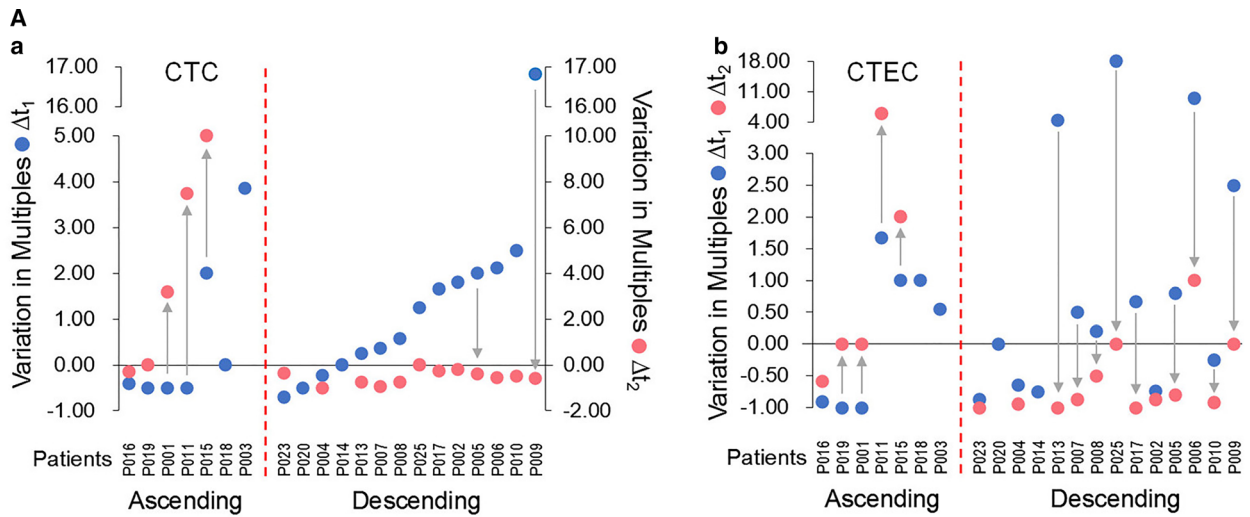 A
a
CTC
17.00
16.00
5.00
4.00
3.00
2.00
1.00
0.00
-1.00
Variation in Multiples Δt1
17.00
16.00
10.00
8.00
6.00
4.00
2.00
0.00
-2.00
Variation in Multiples Δt2
Patients P016 P019 P001 P011 P015 P018 P003 P023 P020 P004 P014 P013 P007 P008 P025 P017 P002 P005 P006 P010 P009
Ascending Descending
b
CTEC
18.00
11.00
4.00
3.00
2.00
1.50
1.00
0.50
0.00
-0.50
-1.00
Variation in Multiples Δt1 Δt2
Patients P016 P019 P001 P011 P015 P018 P003 P023 P020 P004 P014 P013 P007 P008 P025 P017 P002 P005 P006 P010 P009
Ascending Descending